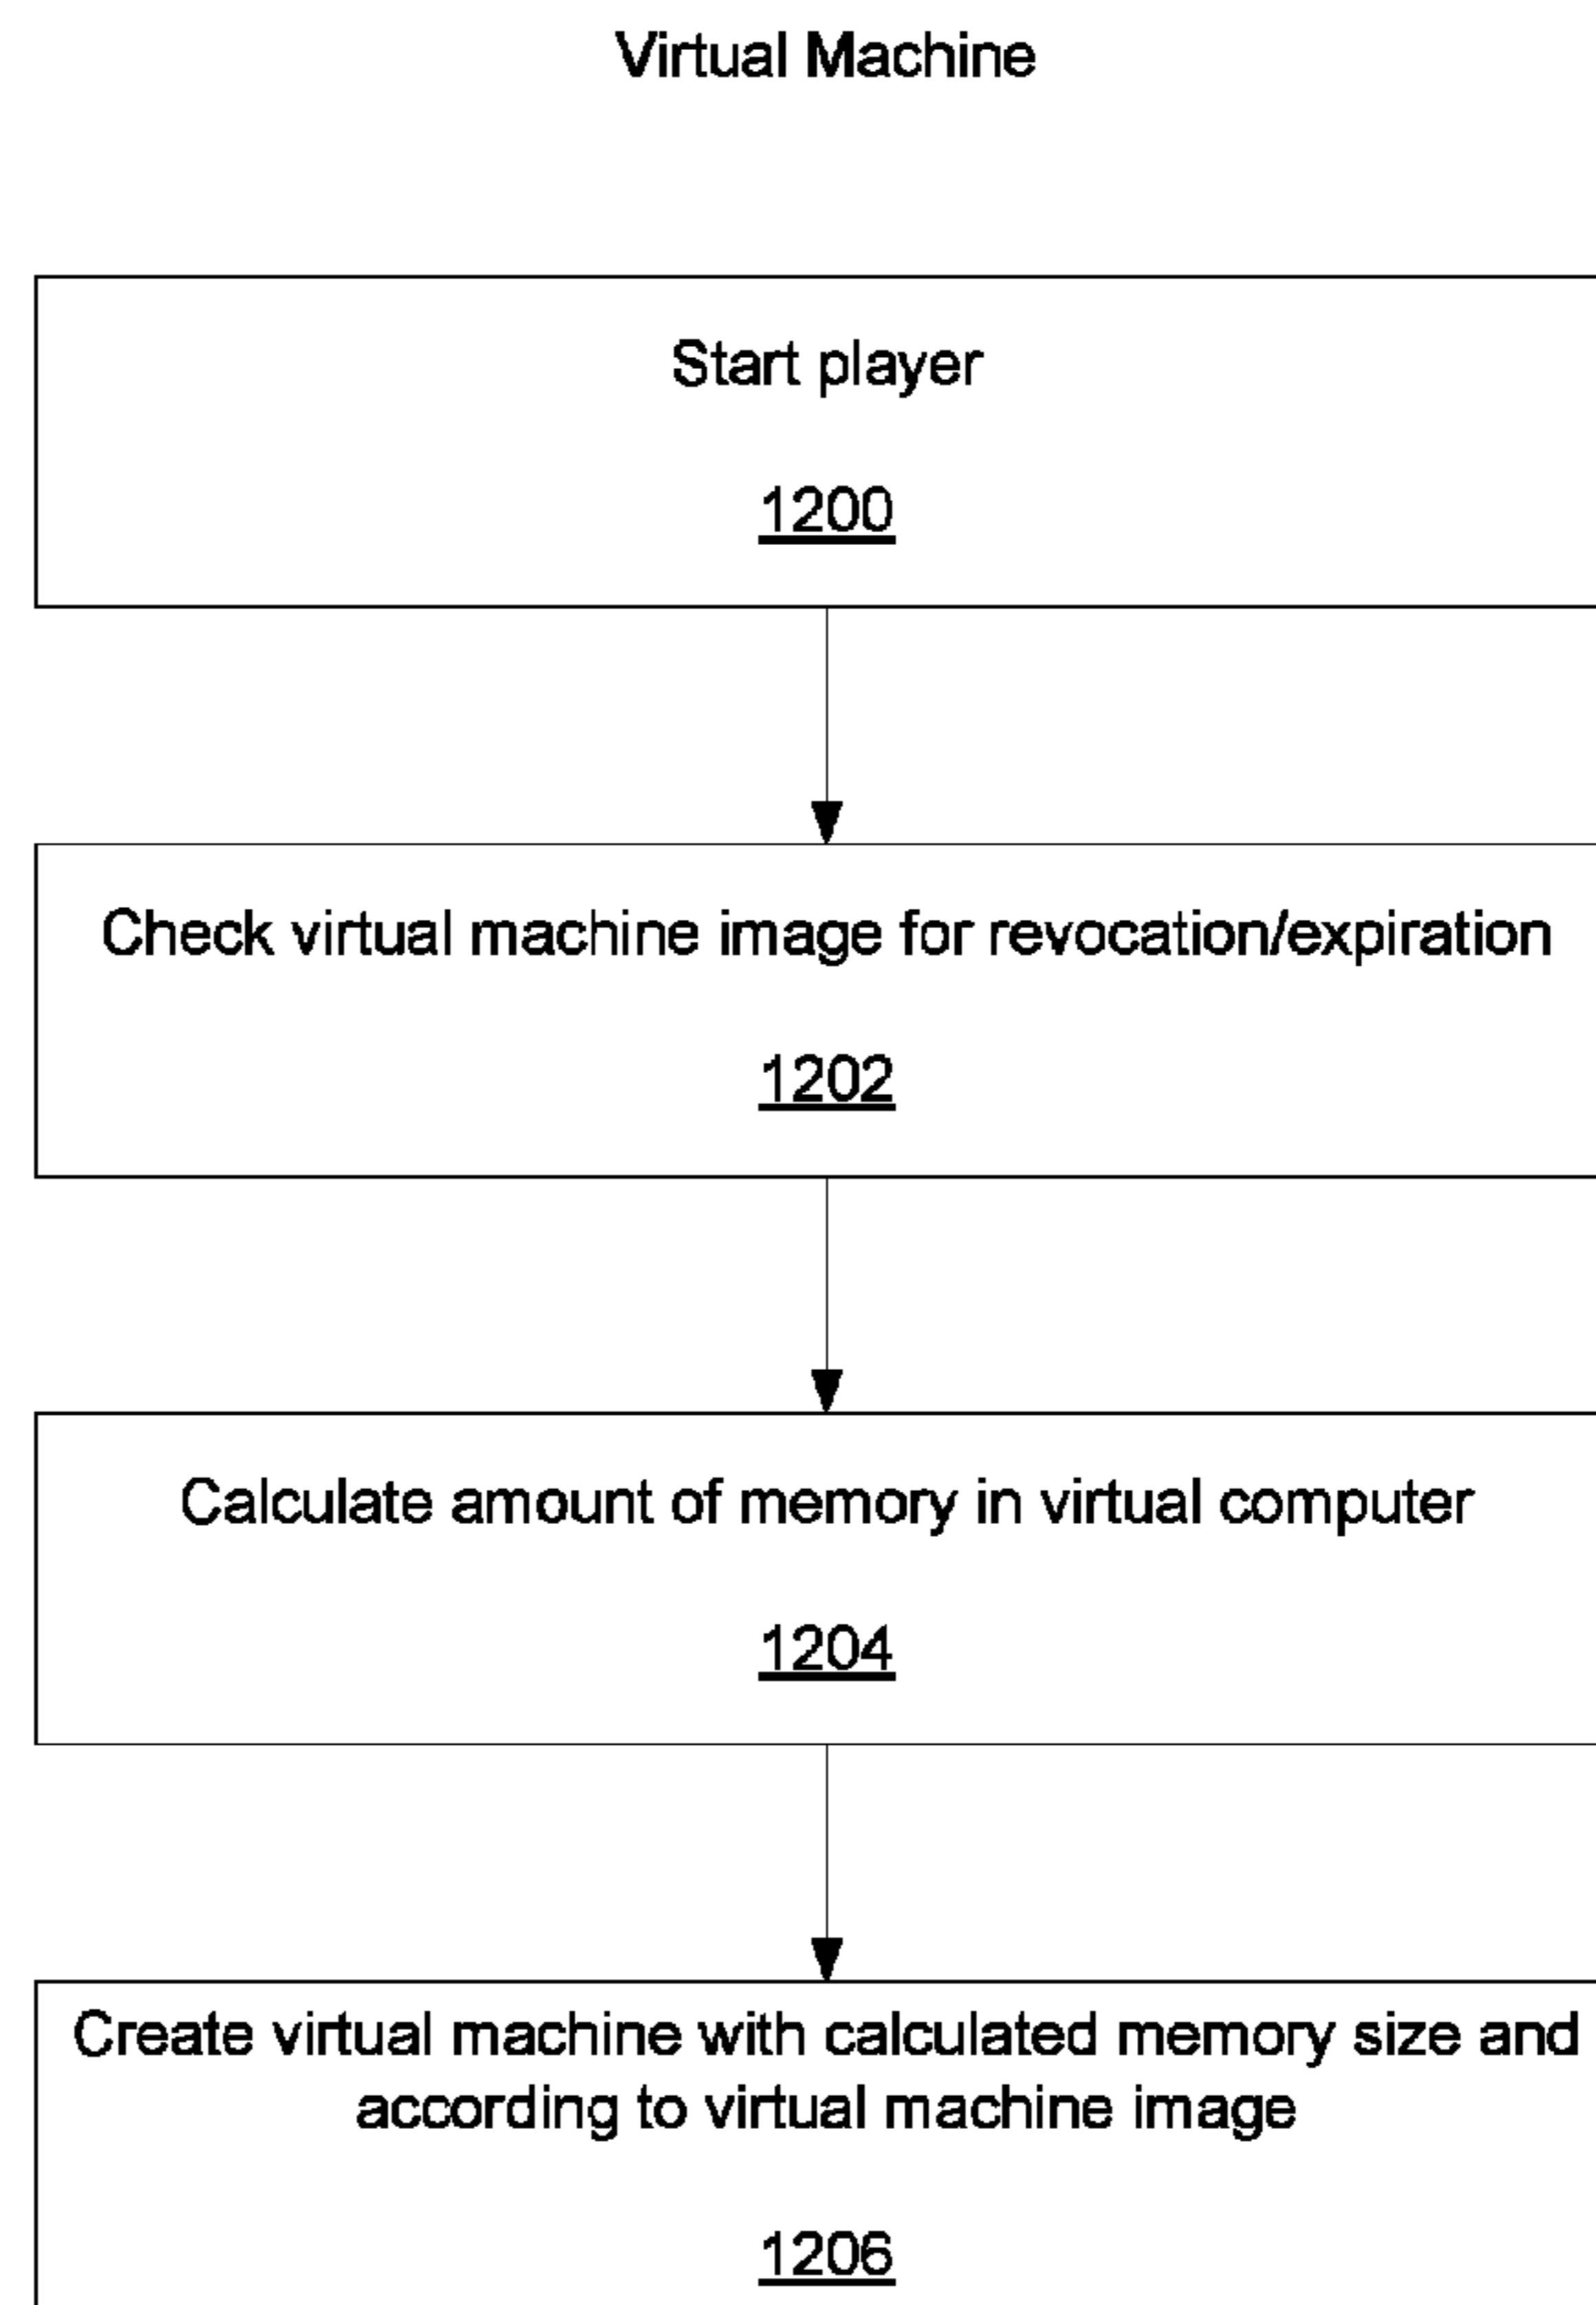 Virtual Machine
Start player
1200
Check virtual machine image for revocation/expiration
1202
Calculate amount of memory in virtual computer
1204
Create virtual machine with calculated memory size and
according to virtual machine image
1206